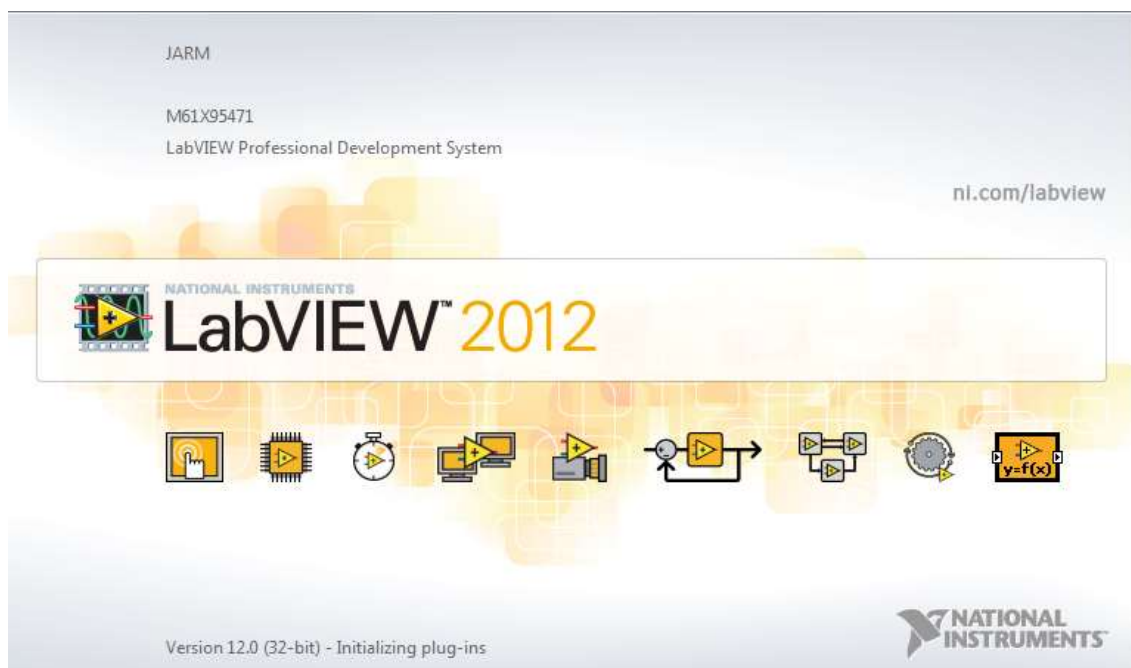 JARM
M61X95471
LabVIEW Professional Development System
ni.com/labview
NATIONAL INSTRUMENTS
LabVIEW™ 2012
y=f(x)
Version 12.0 (32-bit) - Initializing plug-ins
NATIONAL
INSTRUMENTS™